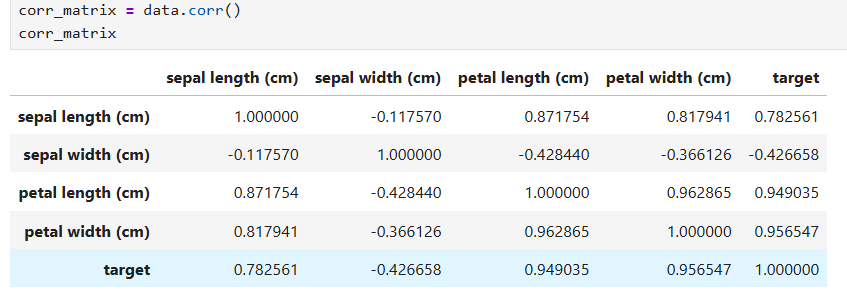 corr_matrix = data.corr()
corr_matrix
sepal length (cm) sepal width (cm) petal length (cm) petal width (cm) target
sepal length (cm) 1.000000 -0.117570 0.871754 0.817941 0.782561
sepal width (cm) -0.117570 1.000000 -0.428440 -0.366126 -0.426658
petal length (cm) 0.871754 -0.428440 1.000000 0.962865 0.949035
petal width (cm) 0.817941 -0.366126 0.962865 1.000000 0.956547
target 0.782561 -0.426658 0.949035 0.956547 1.000000